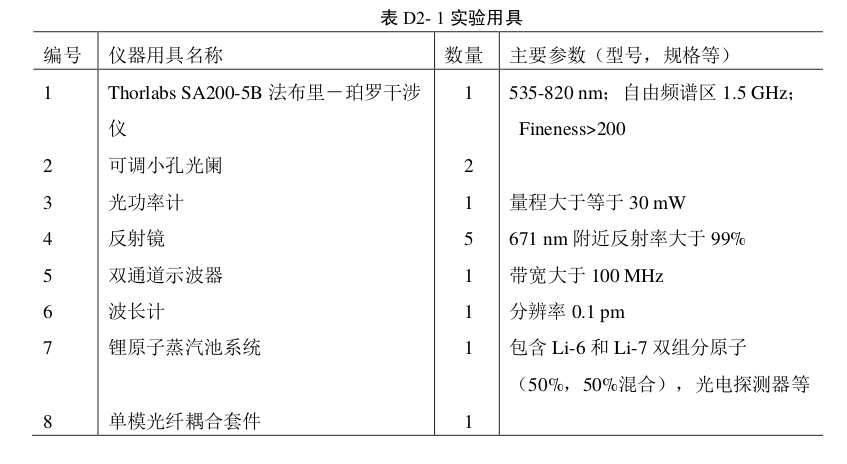 表 D2- 1 实验用具
编号 仪器用具名称 数量 主要参数（型号，规格等）
1 Thorlabs SA200-5B 法布里－珀罗干涉 1 535-820 nm；自由频谱区 1.5 GHz；
仪 Fineness>200
2 可调小孔光阑 2
3 光功率计 1 量程大于等于 30 mW
4 反射镜 5 671 nm 附近反射率大于 99%
5 双通道示波器 1 带宽大于 100 MHz
6 波长计 1 分辨率 0.1 pm
7 锂原子蒸汽池系统 1 包含 Li-6 和 Li-7 双组分原子
（50%，50%混合），光电探测器等
8 单模光纤耦合套件 1